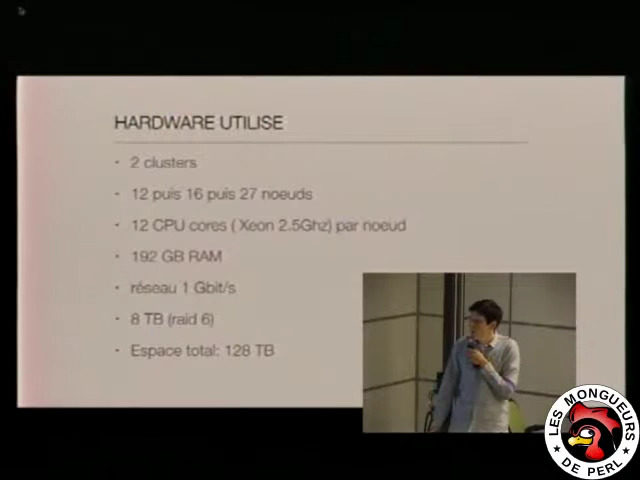 HARDWARE UTILISE
- 2 clusters
- 12 puis 16 puis 27 noeuds
- 12 CPU cores ( Xeon 2.5Ghz) par noeud
- 192 GB RAM
- réseau 1 Gbit/s
- 8 TB (raid 6)
- Espace total: 128 TB
LES MONGUEURS
DE PERL